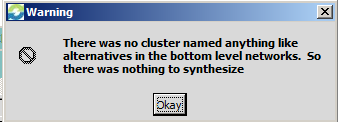 Warning
There was no cluster named anything like
alternatives in the bottom level networks. So
there was nothing to synthesize
Okay